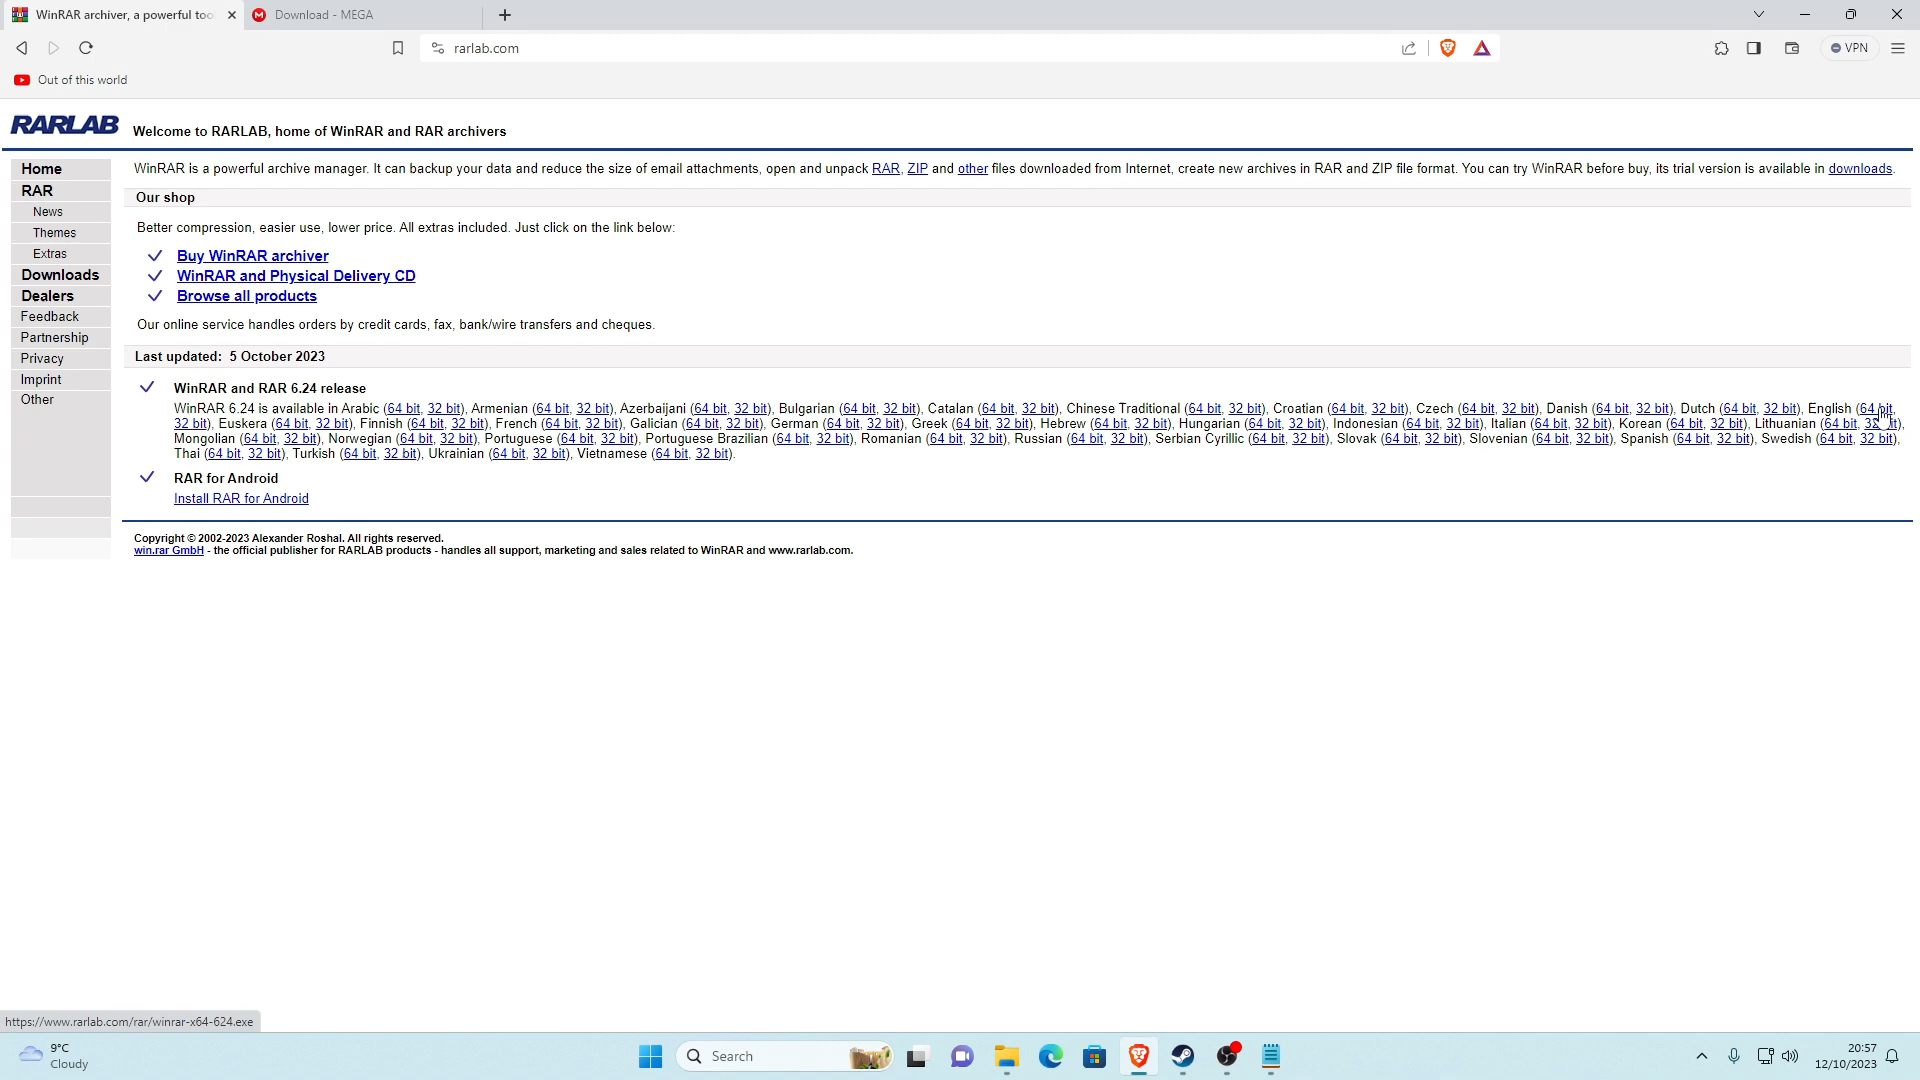 WinRAR archiver, a powerful too
Download - MEGA
rarlab.com
VPN
Out of this world
RARLAB
Welcome to RARLAB, home of WinRAR and RAR archivers
Home
RAR
News
Themes
Extras
Downloads
Dealers
Feedback
Partnership
Privacy
Imprint
Other
WinRAR is a powerful archive manager. It can backup your data and reduce the size of email attachments, open and unpack RAR, ZIP and other files downloaded from Internet, create new archives in RAR and ZIP file format. You can try WinRAR before buy, its trial version is available in downloads.
Our shop
Better compression, easier use, lower price. All extras included. Just click on the link below:
Buy WinRAR archiver
WinRAR and Physical Delivery CD
Browse all products
Our online service handles orders by credit cards, fax, bank/wire transfers and cheques.
Last updated: 5 October 2023
WinRAR and RAR 6.24 release
WinRAR 6.24 is available in Arabic (64 bit, 32 bit), Armenian (64 bit, 32 bit), Azerbaijani (64 bit, 32 bit), Bulgarian (64 bit, 32 bit), Catalan (64 bit, 32 bit), Chinese Traditional (64 bit, 32 bit), Croatian (64 bit, 32 bit), Czech (64 bit, 32 bit), Danish (64 bit, 32 bit), Dutch (64 bit, 32 bit), English (64 bit,
32 bit), Euskera (64 bit, 32 bit), Finnish (64 bit, 32 bit), French (64 bit, 32 bit), Galician (64 bit, 32 bit), German (64 bit, 32 bit), Greek (64 bit, 32 bit), Hebrew (64 bit, 32 bit), Hungarian (64 bit, 32 bit), Indonesian (64 bit, 32 bit), Italian (64 bit, 32 bit), Korean (64 bit, 32 bit), Lithuanian (64 bit, 32 bit),
Mongolian (64 bit, 32 bit), Norwegian (64 bit, 32 bit), Portuguese (64 bit, 32 bit), Portuguese Brazilian (64 bit, 32 bit), Romanian (64 bit, 32 bit), Russian (64 bit, 32 bit), Serbian Cyrillic (64 bit, 32 bit), Slovak (64 bit, 32 bit), Slovenian (64 bit, 32 bit), Spanish (64 bit, 32 bit), Swedish (64 bit, 32 bit),
Thai (64 bit, 32 bit), Turkish (64 bit, 32 bit), Ukrainian (64 bit, 32 bit), Vietnamese (64 bit, 32 bit).
RAR for Android
Install RAR for Android
Copyright © 2002-2023 Alexander Roshal. All rights reserved.
win.rar GmbH - the official publisher for RARLAB products - handles all support, marketing and sales related to WinRAR and www.rarlab.com.
https://www.rarlab.com/rar/winrar-x64-624.exe
9°C
Cloudy
Search
20:57
12/10/2023